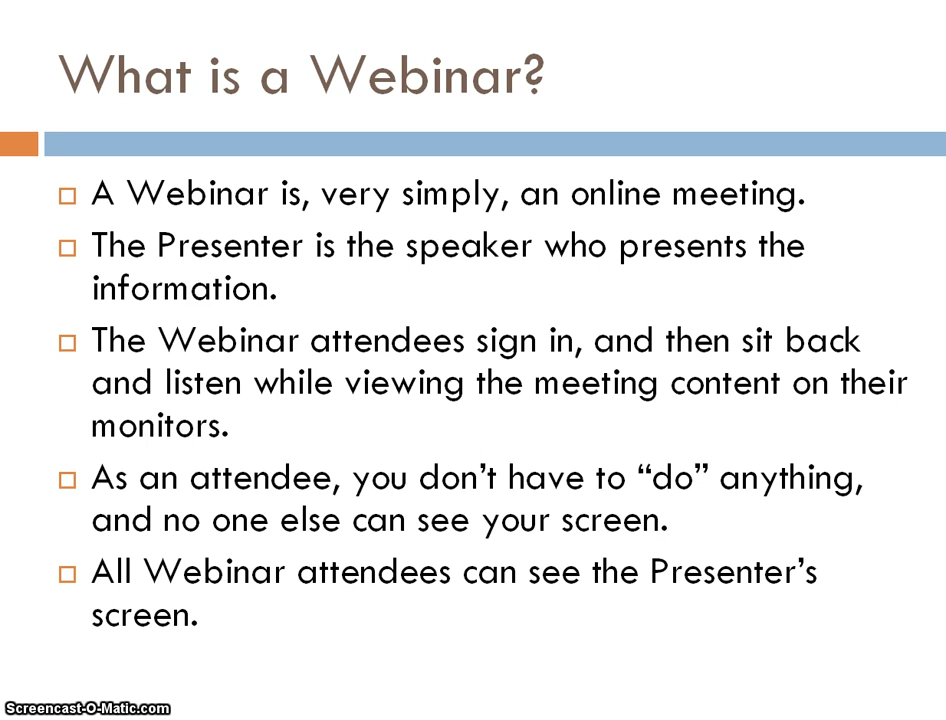 What is a Webinar?
A Webinar is, very simply, an online meeting.
The Presenter is the speaker who presents the
information.
The Webinar attendees sign in, and then sit back
and listen while viewing the meeting content on their
monitors.
As an attendee, you don’t have to “do” anything,
and no one else can see your screen.
All Webinar attendees can see the Presenter’s
screen.
Screencast-O-Matic.com